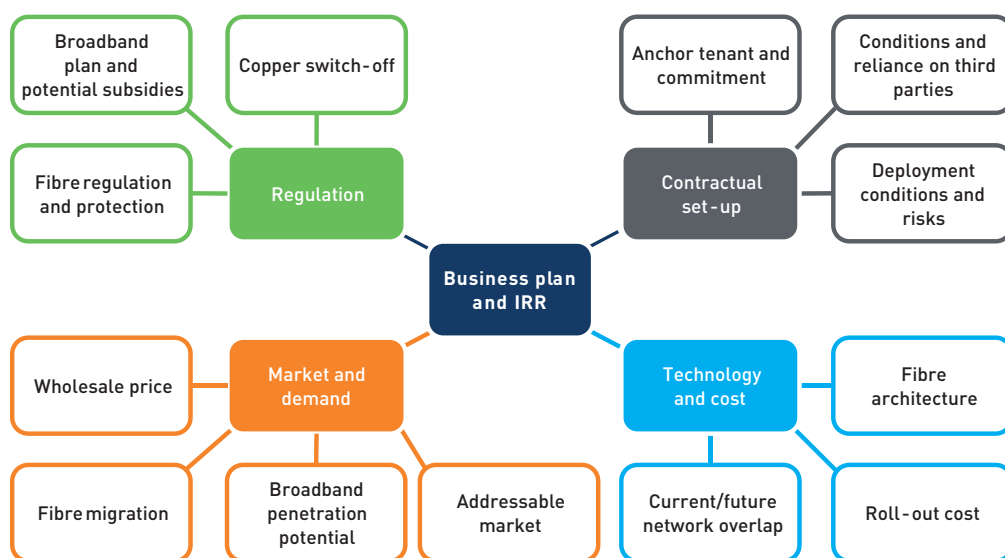 Broadband
plan and
potential subsidies
Copper switch-off
Anchor tenant and
commitment
Conditions and
reliance on third
parties
Fibre regulation
and protection
Regulation
Contractual
set-up
Deployment
conditions and
risks
Business plan
and IRR
Wholesale price
Market and
demand
Technology
and cost
Fibre
architecture
Fibre migration
Broadband
penetration
potential
Addressable
market
Current/future
network overlap
Roll-out cost